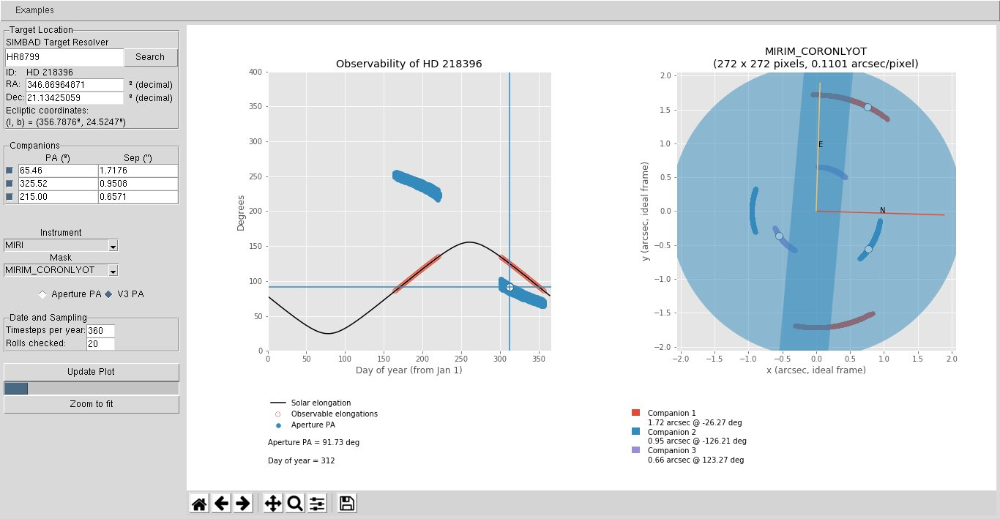 Examples
Target Location
SIMBAD Target Resolver
HR8799 Search
ID: HD 218396
RA: 346.86964871 º (decimal)
Dec: 21.13425059 º (decimal)
Ecliptic coordinates:
(l, b) = (356.7876º, 24.5247º)
Companions
PA (º) Sep (")
65.46 1.7176
325.52 0.9508
215.00 0.6571
Instrument
MIRI
Mask
MIRIM_CORONLYOT
Aperture PA V3 PA
Date and Sampling
Timesteps per year: 360
Rolls checked: 20
Update Plot
Zoom to fit
Observability of HD 218396
400
350
300
250
200
150
100
50
0
Degrees
0 50 100 150 200 250 300 350
Day of year (from Jan 1)
Solar elongation
Observable elongations
Aperture PA
Aperture PA = 91.73 deg
Day of year = 312
MIRIM_CORONLYOT
(272 x 272 pixels, 0.1101 arcsec/pixel)
2.0
1.5
1.0
0.5
0.0
−0.5
−1.0
−1.5
−2.0
y (arcsec, ideal frame)
E
N
−2.0 −1.5 −1.0 −0.5 0.0 0.5 1.0 1.5 2.0
x (arcsec, ideal frame)
Companion 1
1.72 arcsec @ -26.27 deg
Companion 2
0.95 arcsec @ -126.21 deg
Companion 3
0.66 arcsec @ 123.27 deg